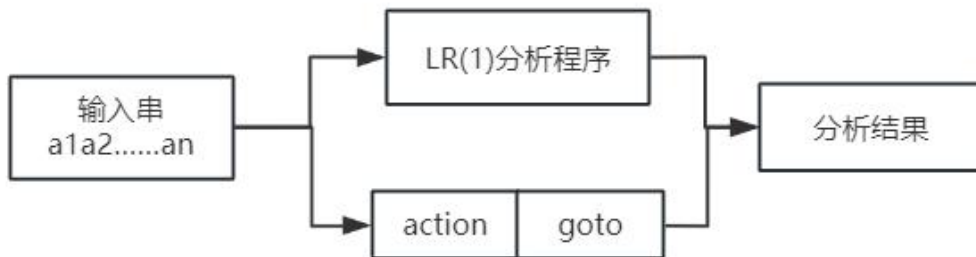 LR(1)分析程序
输入串
a1a2......an
分析结果
action
goto